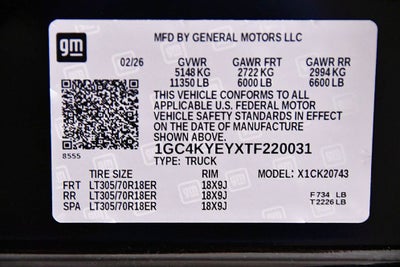 gm
MFD BY GENERAL MOTORS LLC
02/26 GVWR GAWR FRT GAWR RR
5148 KG 2722 KG 2994 KG
11350 LB 6000 LB 6600 LB
THIS VEHICLE CONFORMS TO ALL
APPLICABLE U.S. FEDERAL MOTOR
VEHICLE SAFETY STANDARDS IN EFFECT
ON THE DATE OF MANUFACTURE
SHOWN ABOVE.
8555
1GC4KYEYXTF220031
TYPE: TRUCK MODEL: X1CK20743
TIRE SIZE RIM
FRT LT305/70R18ER 18X9J
RR LT305/70R18ER 18X9J
SPA LT305/70R18ER 18X9J
F734 LB
T2226 LB